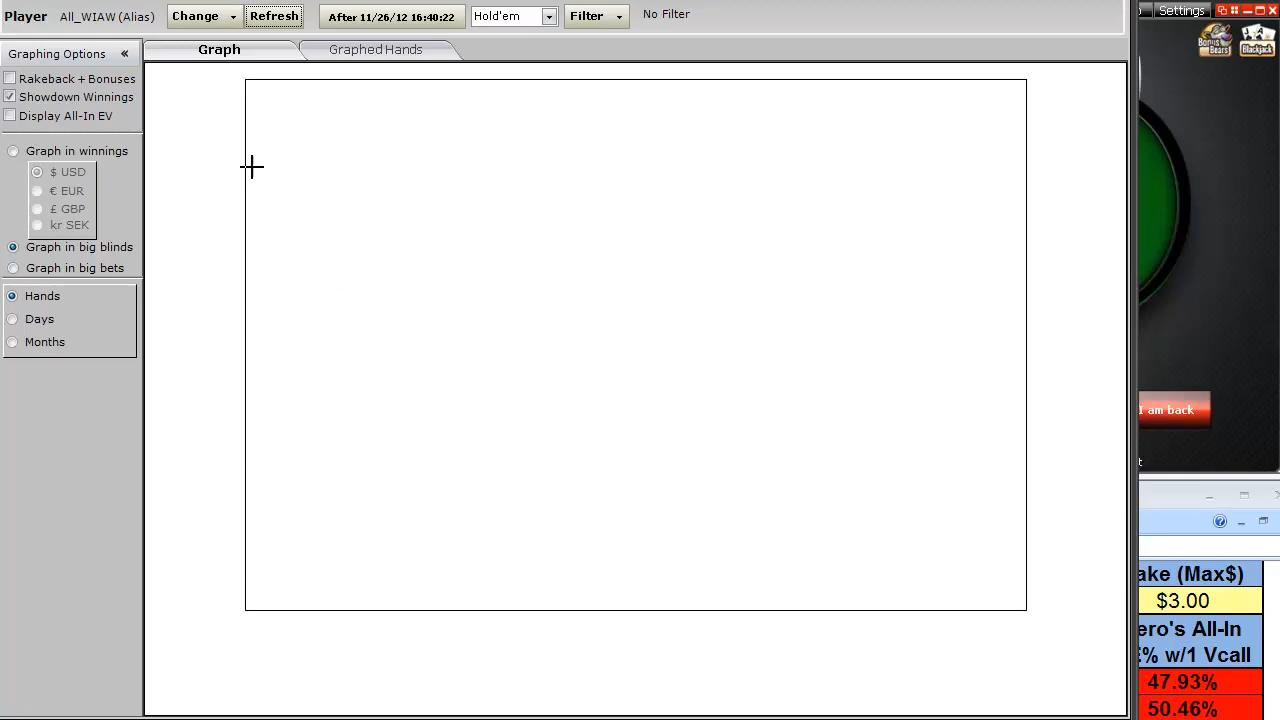 Player All_WIAW (Alias) Change Refresh After 11/26/12 16:40:22 Hold'em Filter No Filter
Settings
Graphing Options «
Graph Graphed Hands
Bonus Bears Blackjack
Rakeback + Bonuses
Showdown Winnings
Display All-In EV
Graph in winnings
$ USD
€ EUR
£ GBP
kr SEK
Graph in big blinds
Graph in big bets
Hands
Days
Months
I am back
ake (Max$)
$3.00
ero's All-In
% w/1 Vcall
47.93%
50.46%